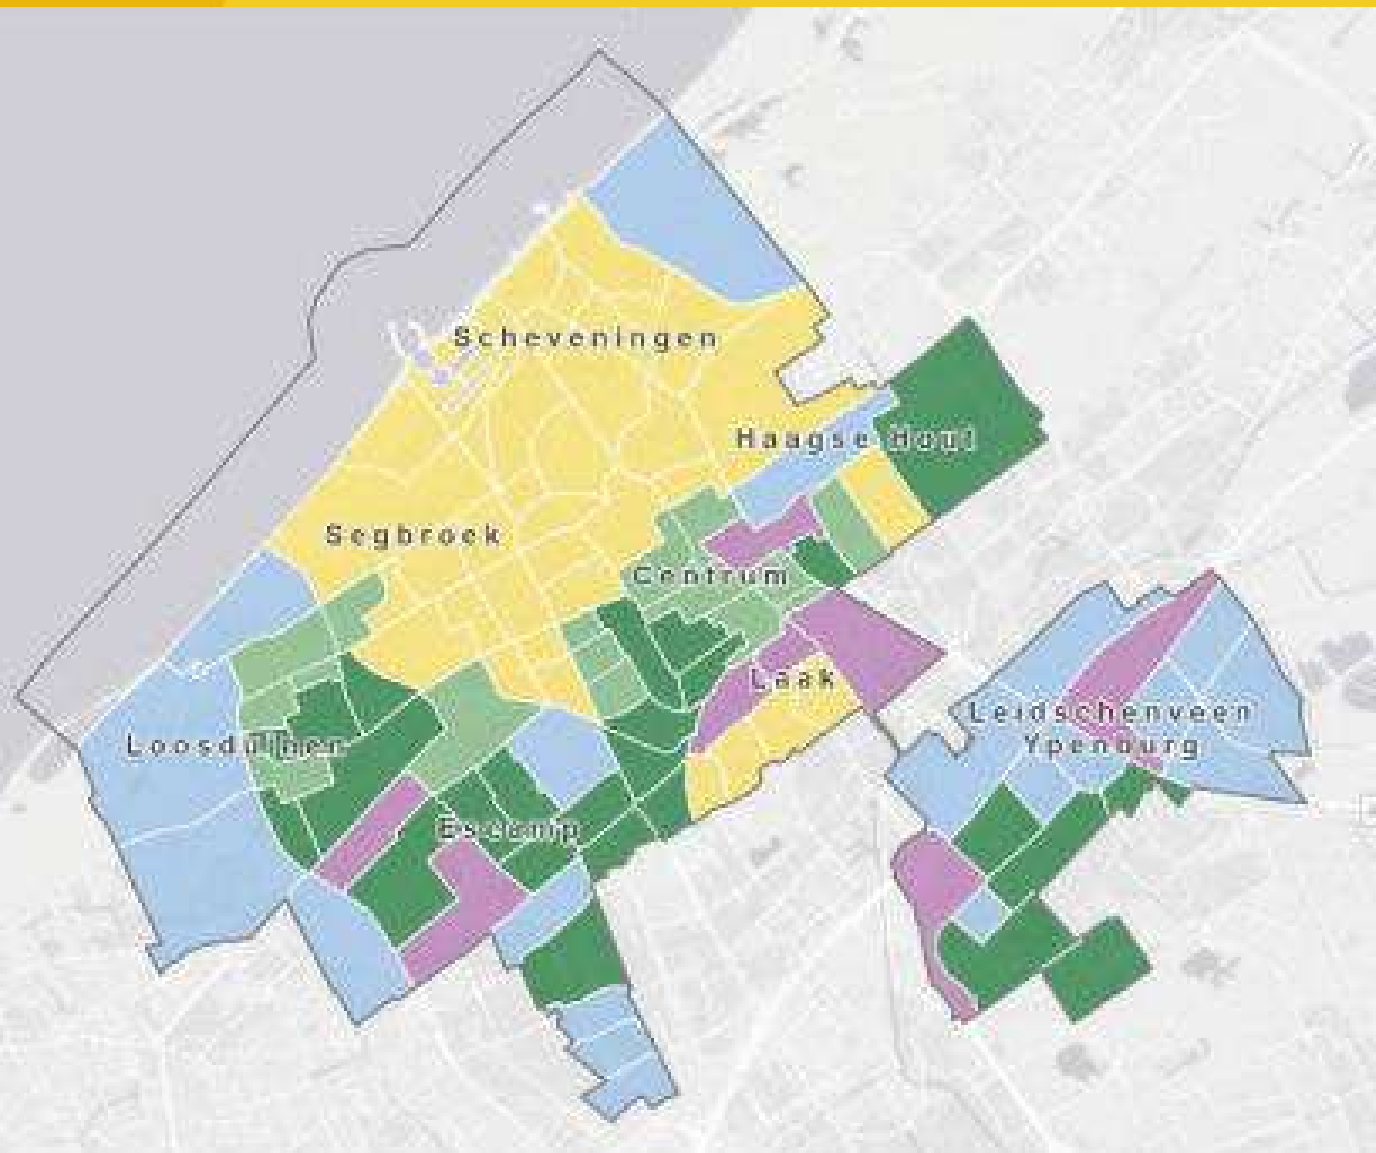 Scheveningen
Haagse Hout
Segbroek
Centrum
Laak
Leidschenveen
Ypenburg
Loosduinen
Escamp